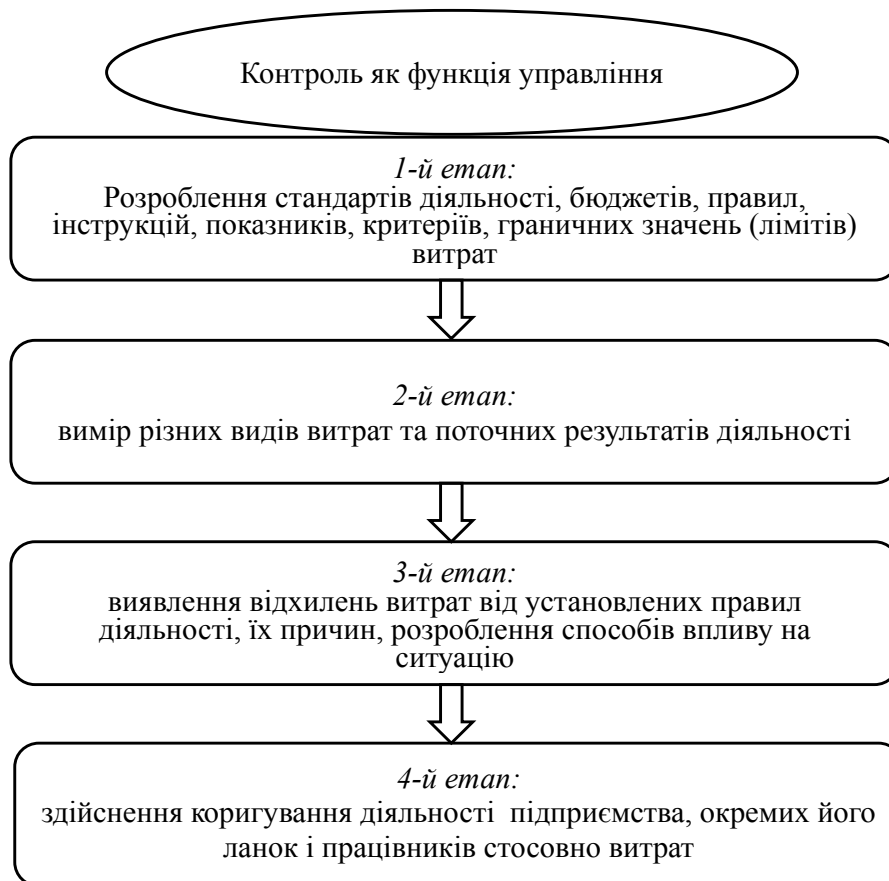 Контроль як функція управління
1-й етап:
Розроблення стандартів діяльності, бюджетів, правил,
інструкцій, показників, критеріїв, граничних значень (лімітів)
витрат
2-й етап:
вимір різних видів витрат та поточних результатів діяльності
3-й етап:
виявлення відхилень витрат від установлених правил
діяльності, їх причин, розроблення способів впливу на
ситуацію
4-й етап:
здійснення коригування діяльності підприємства, окремих його
ланок і працівників стосовно витрат